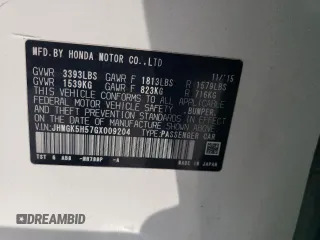 MFD.BY HONDA MOTOR CO.,LTD 11/'15
GVWR 3393LBS GAWR F 1813LBS R 1576LBS
GVWR 1539KG GAWR F 823KG R 716KG
THIS VEHICLE CONFORMS TO ALL APPLICABLE
FEDERAL MOTOR VEHICLE SAFETY, BUMPER,
AND THEFT PREVENTION STANDARDS IN EFFECT
ON THE DATE OF MANUFACTURE SHOWN ABOVE.
V.I.N.:JHMGK5H57GX009204 TYPE:PASSENGER CAR
MADE IN JAPAN
DREAMBID